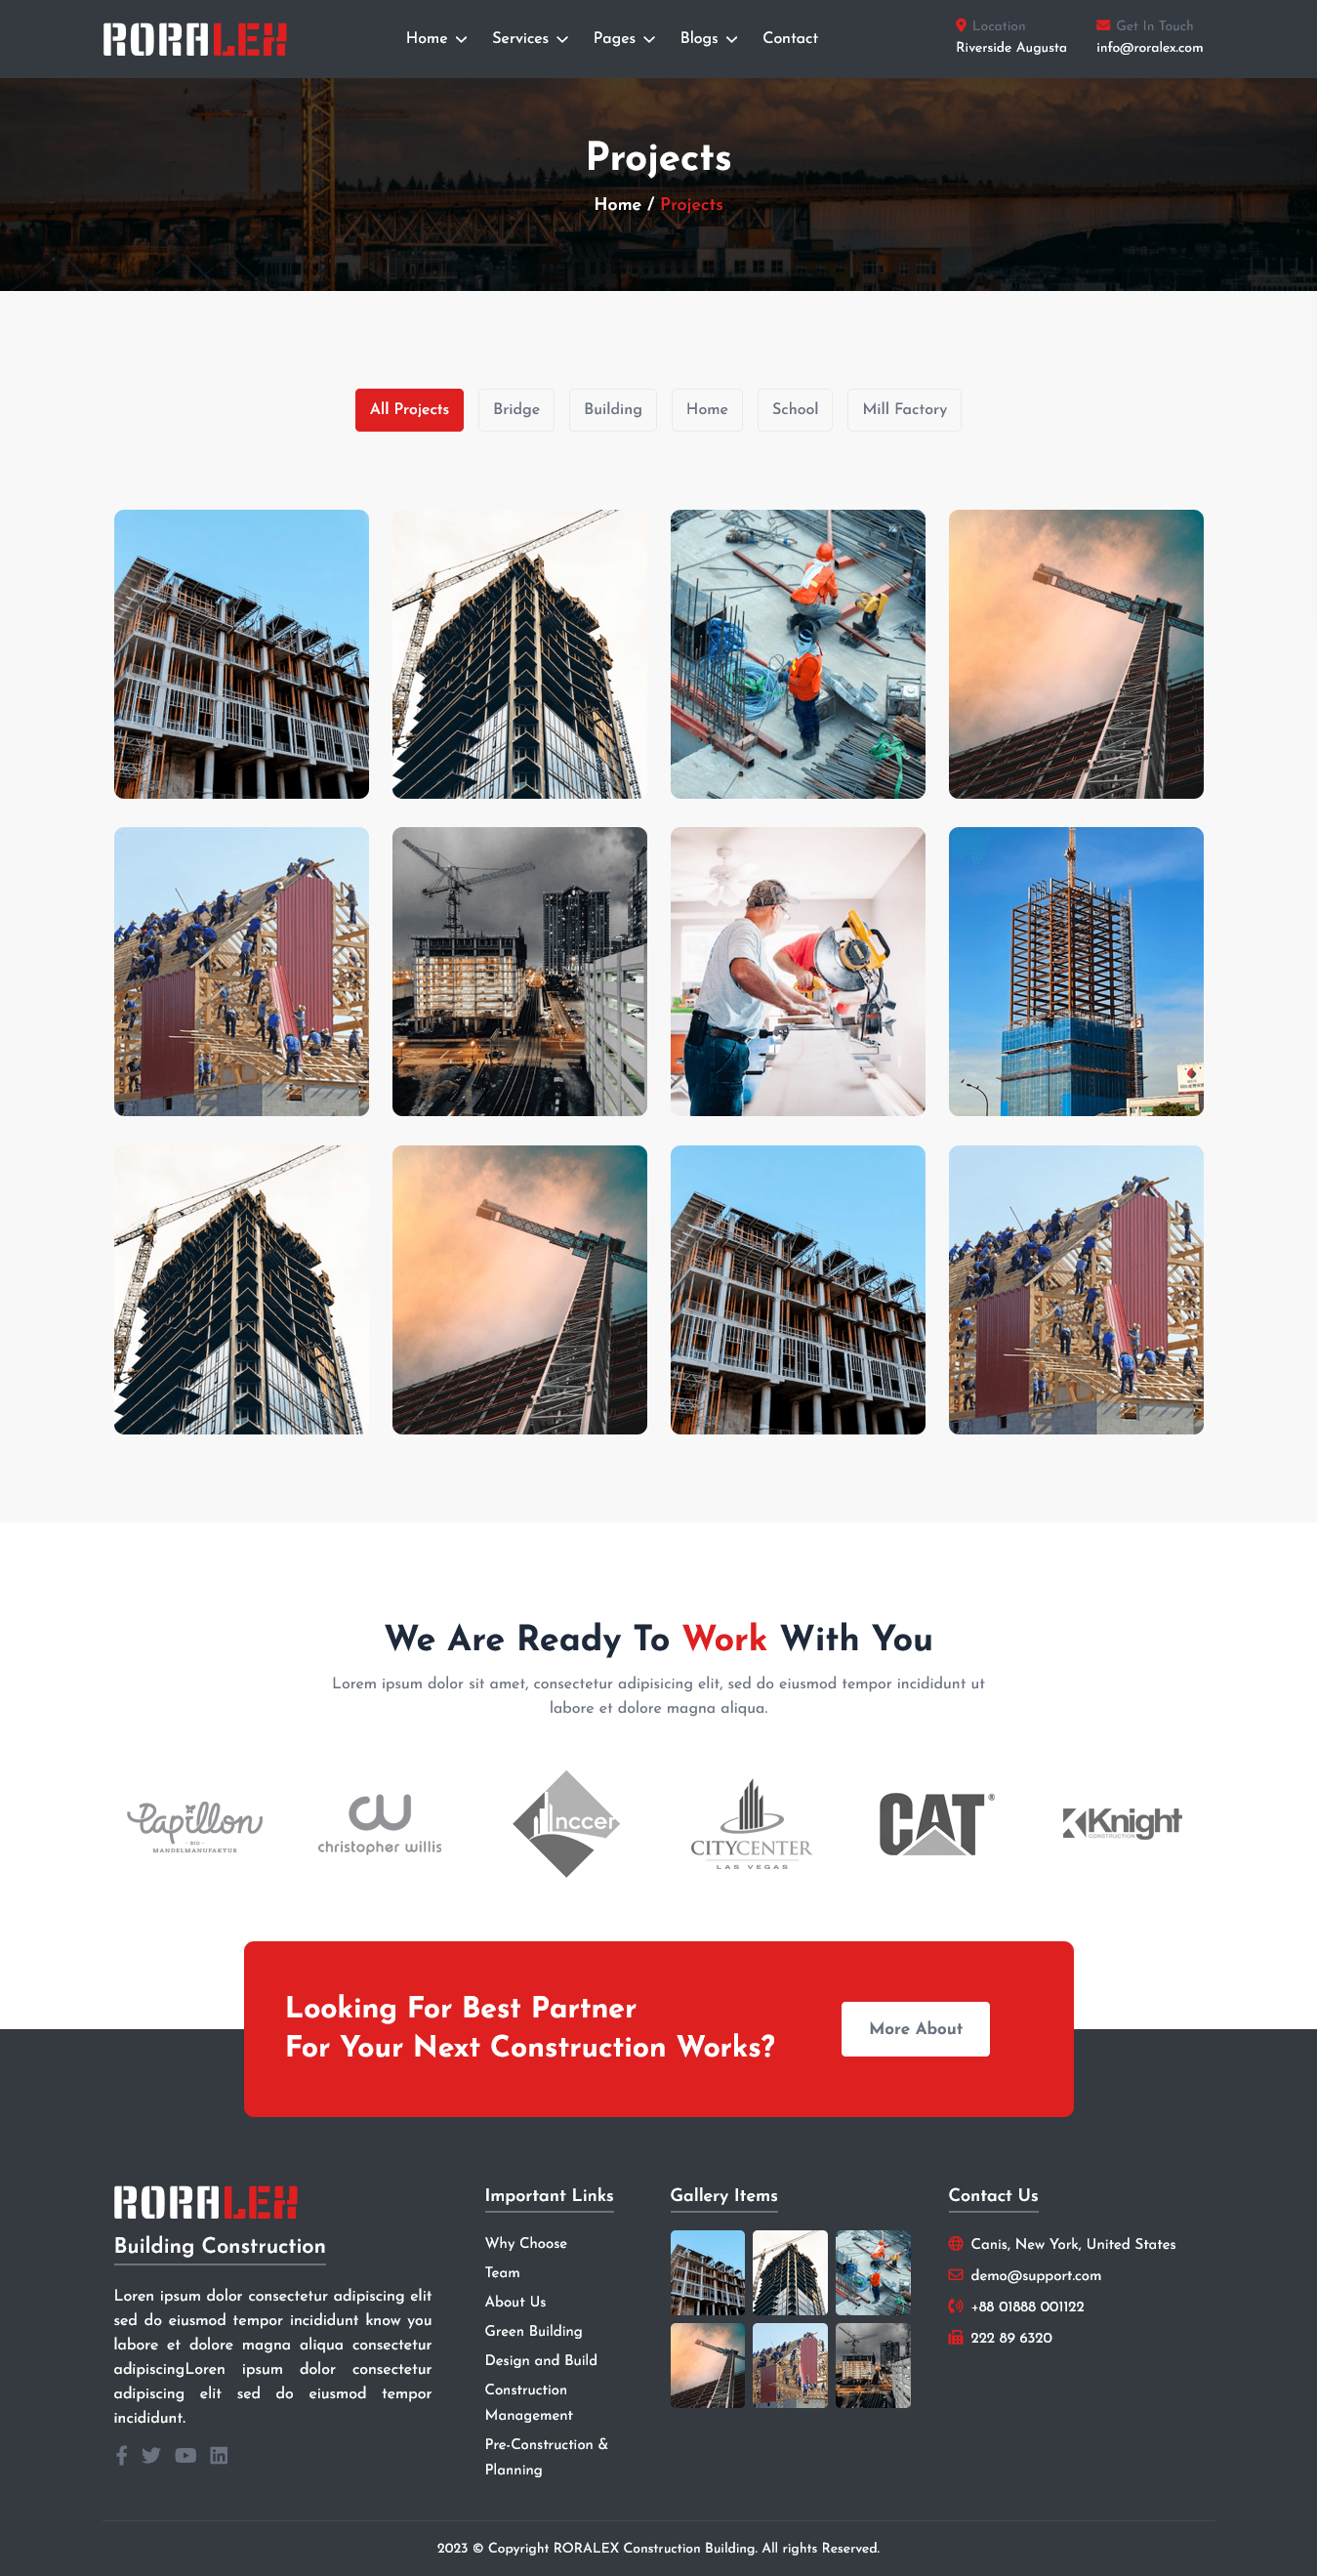 RORALEX
Home
Services
Pages
Blogs
Contact
Location
Riverside Augusta
Get In Touch
info@roralex.com
Projects
Home / Projects
All Projects
Bridge
Building
Home
School
Mill Factory
We Are Ready To Work With You
Lorem ipsum dolor sit amet, consectetur adipisicing elit, sed do eiusmod tempor incididunt ut
labore et dolore magna aliqua.
Papillon
BIO
MANDELMANUFAKTUR
christopher willis
nccer
CITYCENTER
LAS VEGAS
CAT®
Knight
CONSTRUCTION
Looking For Best Partner
For Your Next Construction Works?
More About
RORALEX
Building Construction
Loren ipsum dolor consectetur adipiscing elit
sed do eiusmod tempor incididunt know you
labore et dolore magna aliqua consectetur
adipiscingLoren ipsum dolor consectetur
adipiscing elit sed do eiusmod tempor
incididunt.
Important Links
Why Choose
Team
About Us
Green Building
Design and Build
Construction
Management
Pre-Construction &
Planning
Gallery Items
Contact Us
Canis, New York, United States
demo@support.com
+88 01888 001122
222 89 6320
2023 © Copyright RORALEX Construction Building. All rights Reserved.